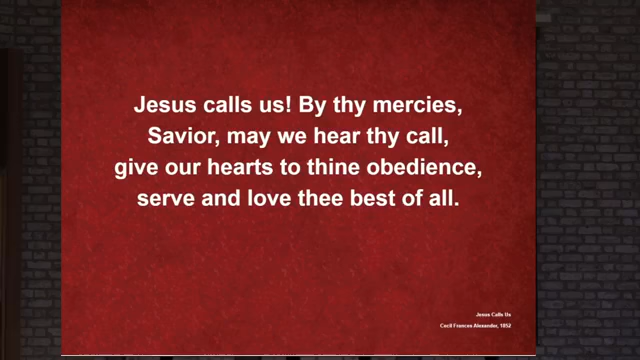 Jesus calls us! By thy mercies,
Savior, may we hear thy call,
give our hearts to thine obedience,
serve and love thee best of all.
Jesus Calls Us
Cecil Frances Alexander, 1852